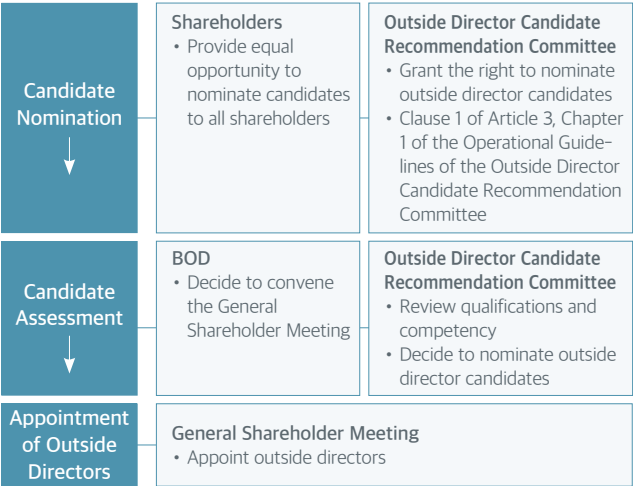 Candidate
Nomination
Shareholders
• Provide equal
opportunity to
nominate candidates
to all shareholders
Outside Director Candidate
Recommendation Committee
• Grant the right to nominate
outside director candidates
• Clause 1 of Article 3, Chapter
1 of the Operational Guide-
lines of the Outside Director
Candidate Recommendation
Committee
Candidate
Assessment
BOD
• Decide to convene
the General
Shareholder Meeting
Outside Director Candidate
Recommendation Committee
• Review qualifications and
competency
• Decide to nominate outside
director candidates
Appointment
of Outside
Directors
General Shareholder Meeting
• Appoint outside directors